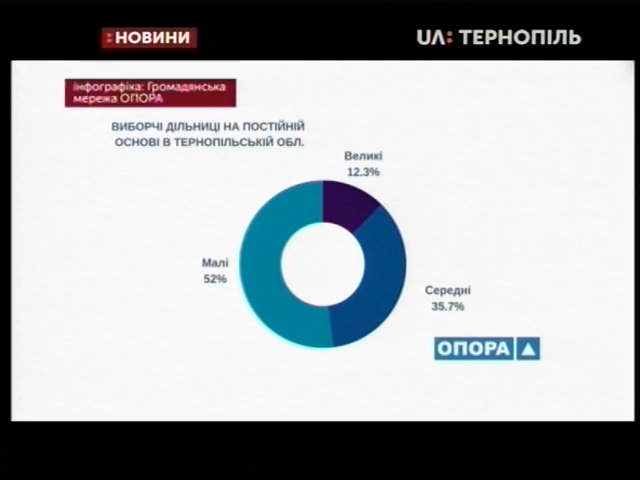 :НОВИНИ
UA: ТЕРНОПІЛЬ
інфографіка: Громадянська
мережа ОПОРА
ВИБОРЧІ ДІЛЬНИЦІ НА ПОСТІЙНІЙ
ОСНОВІ В ТЕРНОПІЛЬСЬКІЙ ОБЛ.
Великі
12.3%
Малі
52%
Середні
35.7%
ОПОРА